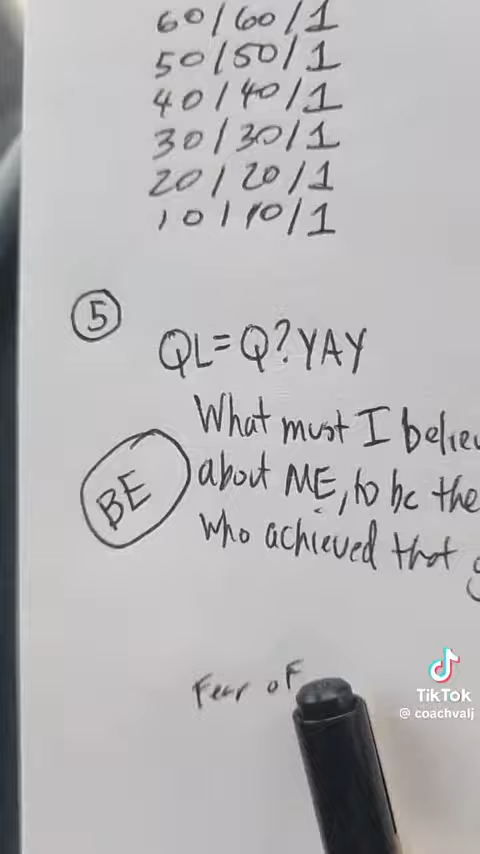 60/60/1
50/50/1
40/40/1
30/30/1
20/20/1
10/10/1
5
QL=Q?YAY
What must I
about ME, to be the
BE
who achieved that
Fear of
TikTok
@ coachvalj